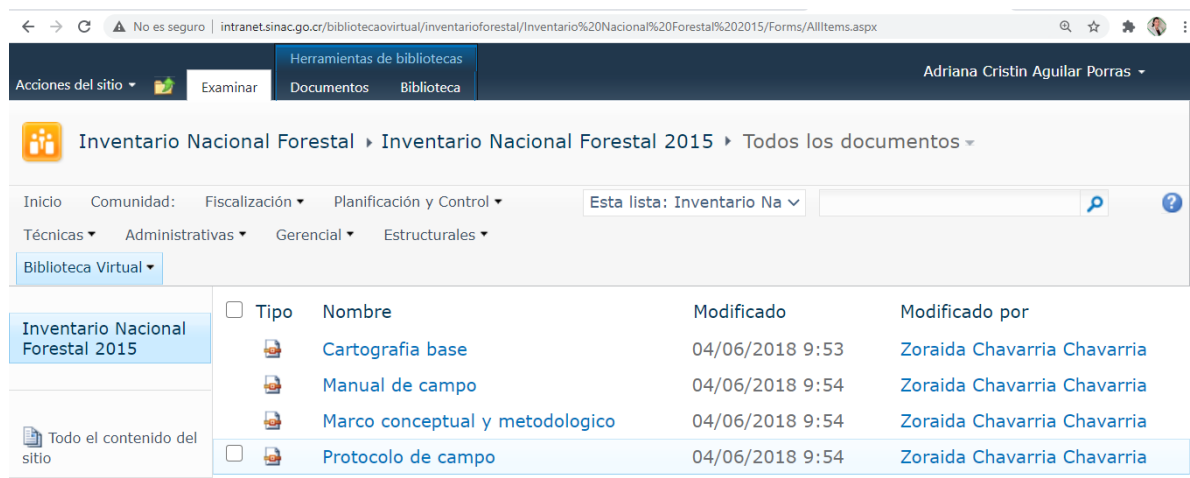 No es seguro | intranet.sinac.go.cr/bibliotecaovirtual/inventarioforestal/Inventario%20Nacional%20Forestal%202015/Forms/AllItems.aspx
Herramientas de bibliotecas
Acciones del sitio Examinar Documentos Biblioteca Adriana Cristin Aguilar Porras
Inventario Nacional Forestal Inventario Nacional Forestal 2015 Todos los documentos
Inicio Comunidad: Fiscalización Planificación y Control Esta lista: Inventario Na
Técnicas Administrativas Gerencial Estructurales
Biblioteca Virtual
Inventario Nacional
Forestal 2015
Todo el contenido del
sitio
Tipo Nombre Modificado Modificado por
Cartografia base 04/06/2018 9:53 Zoraida Chavarria Chavarria
Manual de campo 04/06/2018 9:54 Zoraida Chavarria Chavarria
Marco conceptual y metodologico 04/06/2018 9:54 Zoraida Chavarria Chavarria
Protocolo de campo 04/06/2018 9:54 Zoraida Chavarria Chavarria